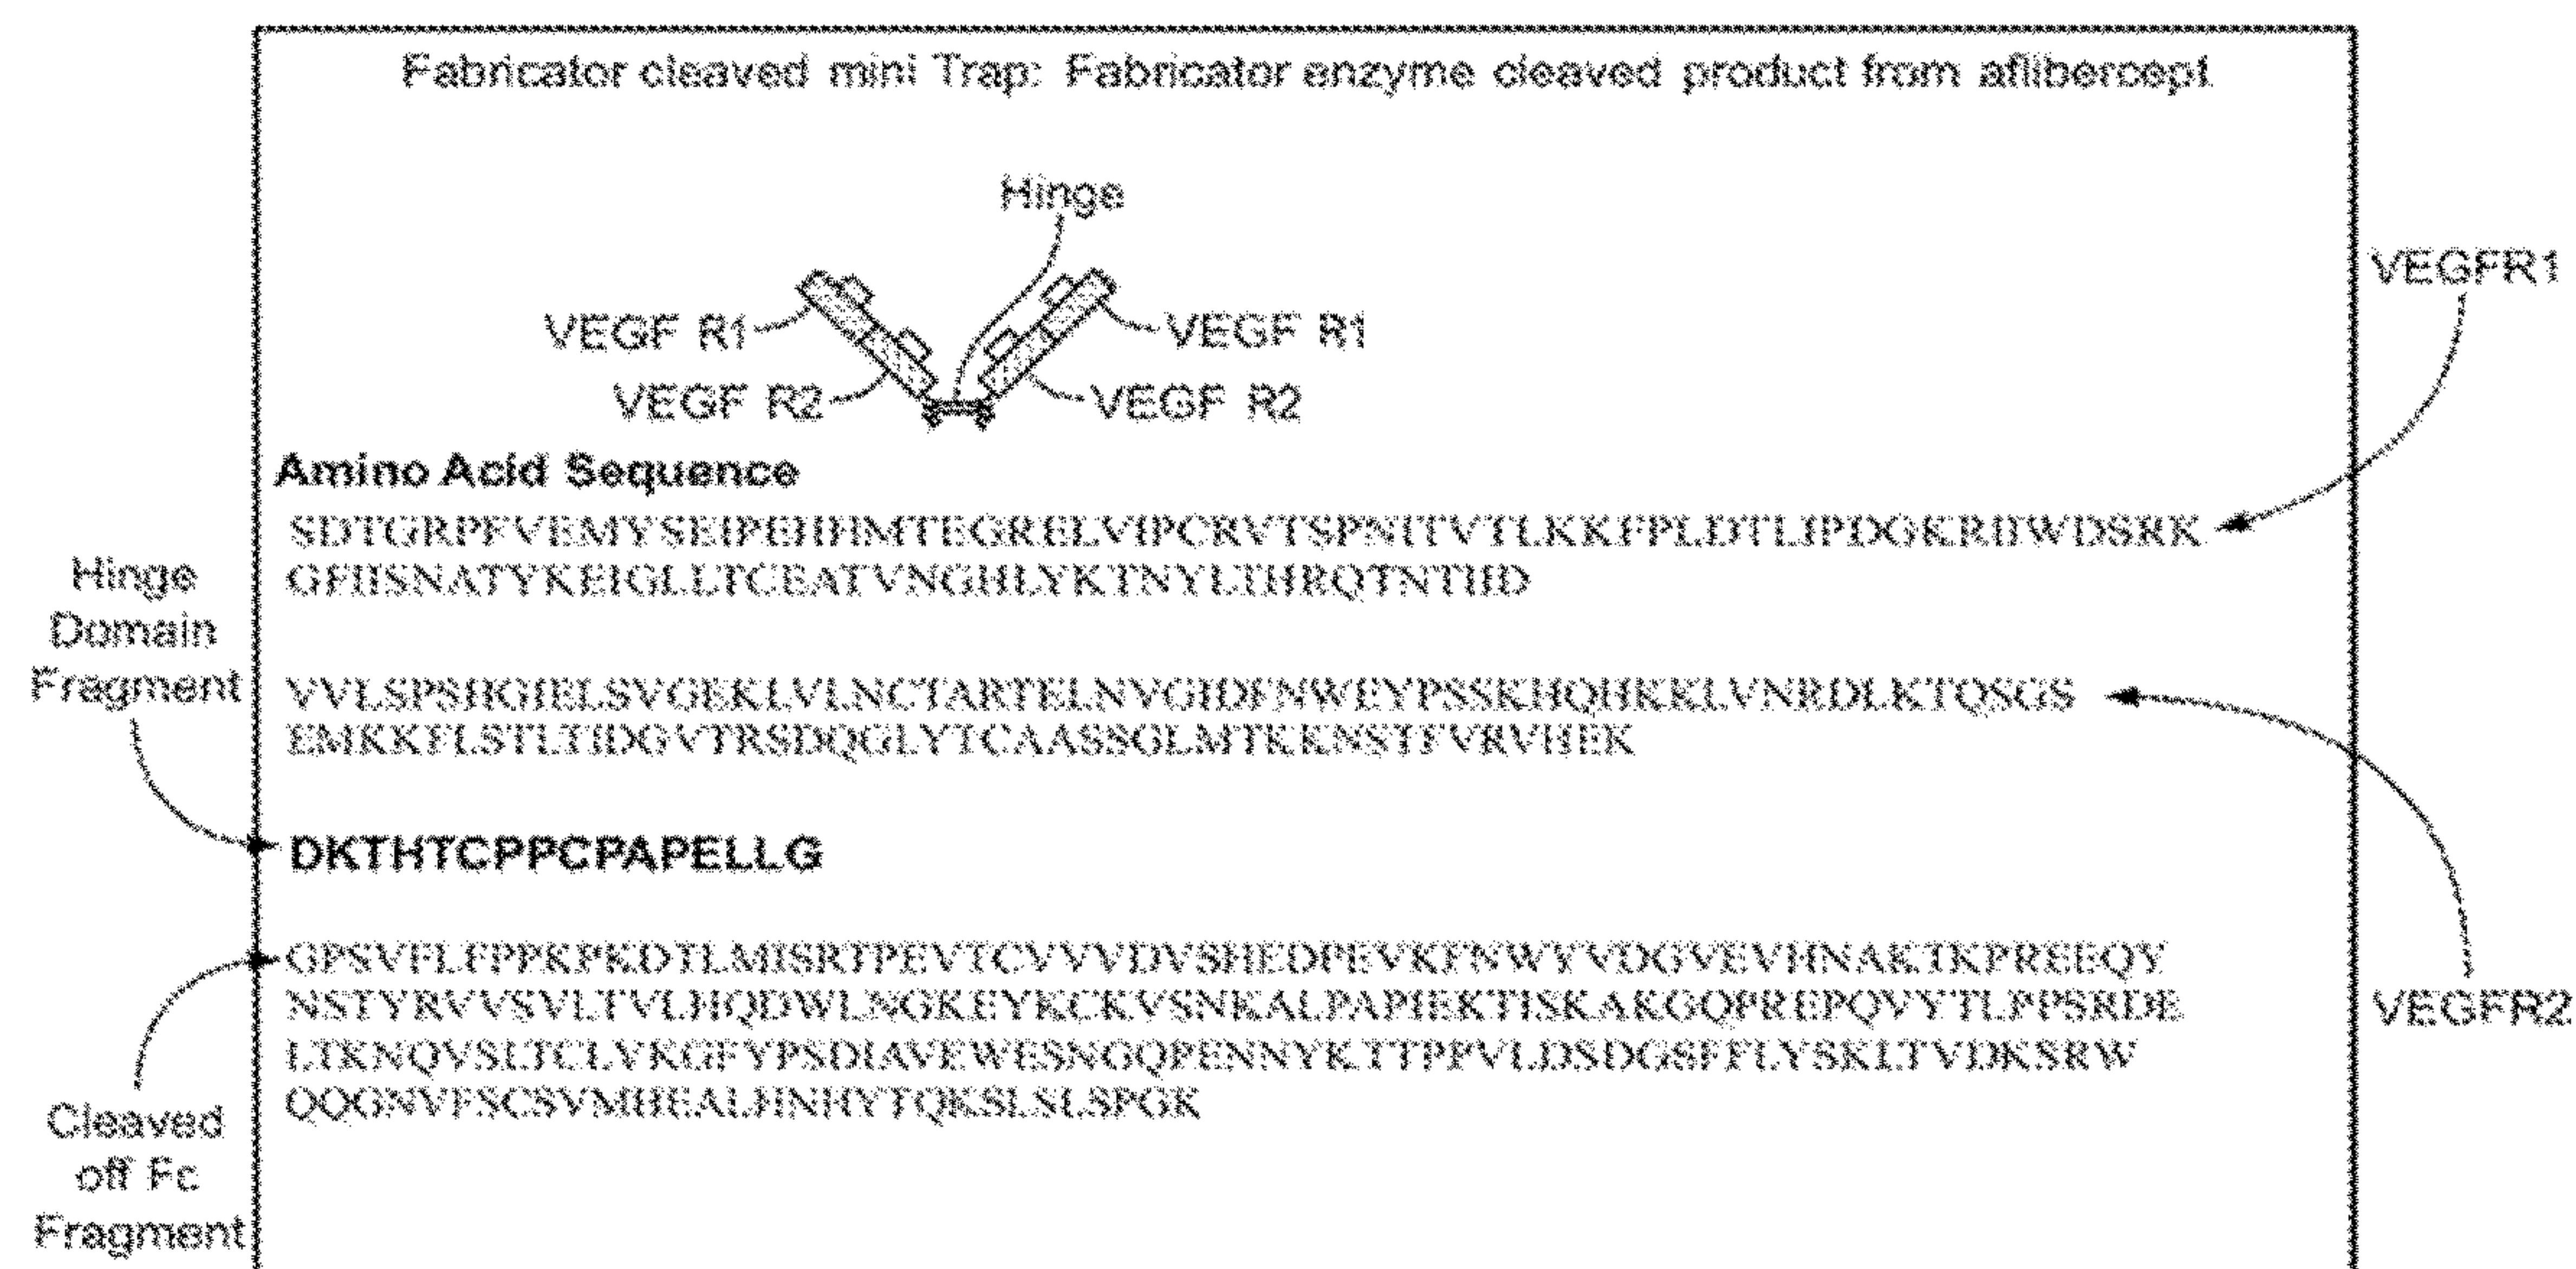 Fabricator cleaved mini Trap: Fabricator enzyme cleaved product from aflibercept
Hinge
VEGF R1
VEGF R1
VEGF R2
VEGF R2
VEGFR1
Amino Acid Sequence
SDTGRPFVEMYSEIPEIIHMTEGRELVIPCRVTSPNITVTLKKFPLDTLIPDGKRIIWDSRK
GFIISNATYKEIGLLTCEATVNGHLYKTNYLTHRQTNTIID
Hinge
Domain
Fragment
VVLSPSHGIELSVGEKLVLNCTARTELNVGIDFNWEYPSSKHQHKKLVNRDLKTQSGS
EMKKFLSTLTIDGVTRSDQGLYTCAASSGLMTKKNSTFVRVHEK
DKTHTCPPCPAPELLG
GPSVFLFPPKPKDTLMISRTPEVTCVVVDVSHEDPEVKFNWYVDGVEVHNAKTKPREEQY
NSTYRVVSVLTVLHQDWLNGKEYKCKVSNKALPAPIEKTISKAKGQPREPQVYTLPPSRDE
LTKNQVSLTCLVKGFYPSDIAVEWESNGQPENNYKTTPPVLDSDGSFFLYSKLTVDKSRW
QQGNVFSCSVMHEALHNHYTQKSLSLSPGK
VEGFR2
Cleaved
off Fc
Fragment